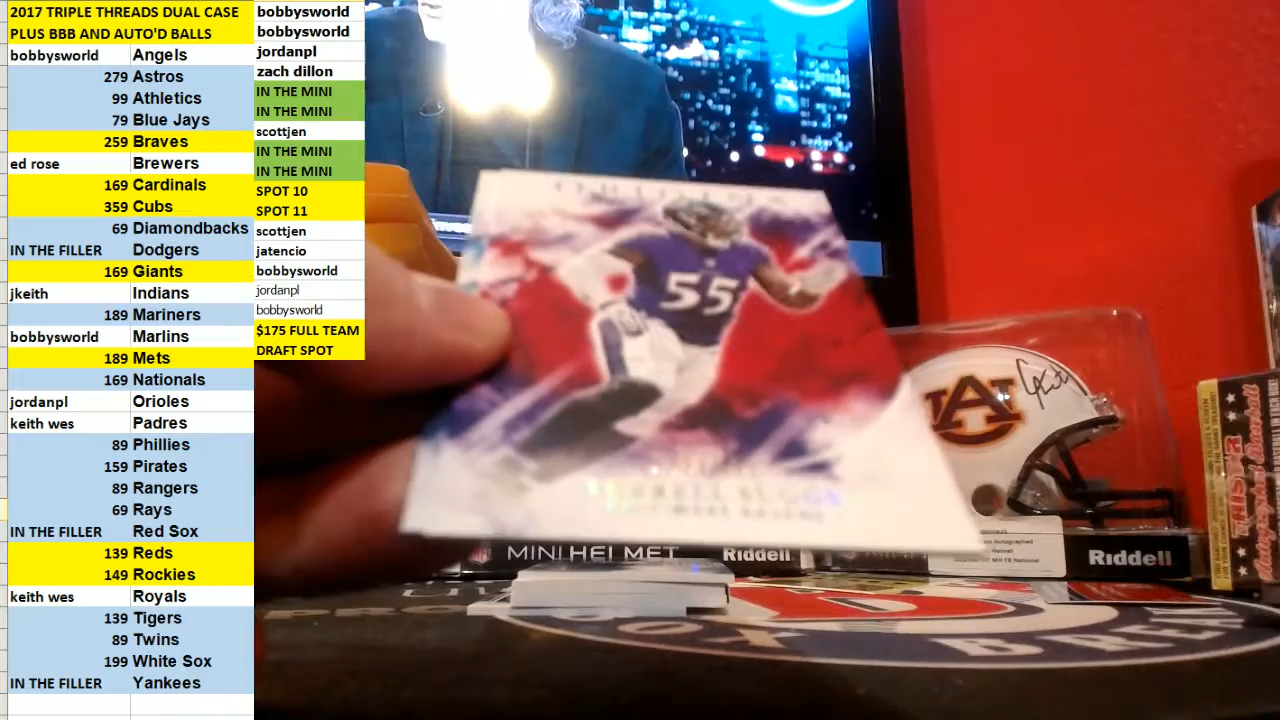 2017 TRIPLE THREADS DUAL CASE
PLUS BBB AND AUTO'D BALLS
bobbysworld Angels
279 Astros
99 Athletics
79 Blue Jays
259 Braves
ed rose Brewers
169 Cardinals
359 Cubs
69 Diamondbacks
IN THE FILLER Dodgers
169 Giants
jkeith Indians
189 Mariners
bobbysworld Marlins
189 Mets
169 Nationals
jordanpl Orioles
keith wes Padres
89 Phillies
159 Pirates
89 Rangers
69 Rays
IN THE FILLER Red Sox
139 Reds
149 Rockies
keith wes Royals
139 Tigers
89 Twins
199 White Sox
IN THE FILLER Yankees
bobbysworld
bobbysworld
jordanpl
zach dillon
IN THE MINI
IN THE MINI
scottjen
IN THE MINI
IN THE MINI
SPOT 10
SPOT 11
scottjen
jatencio
bobbysworld
jordanpl
bobbysworld
$175 FULL TEAM
DRAFT SPOT
ORIGINS
55
AU
MINI HELMET
Riddell
Riddell
TRISTAR
BOX BREAK